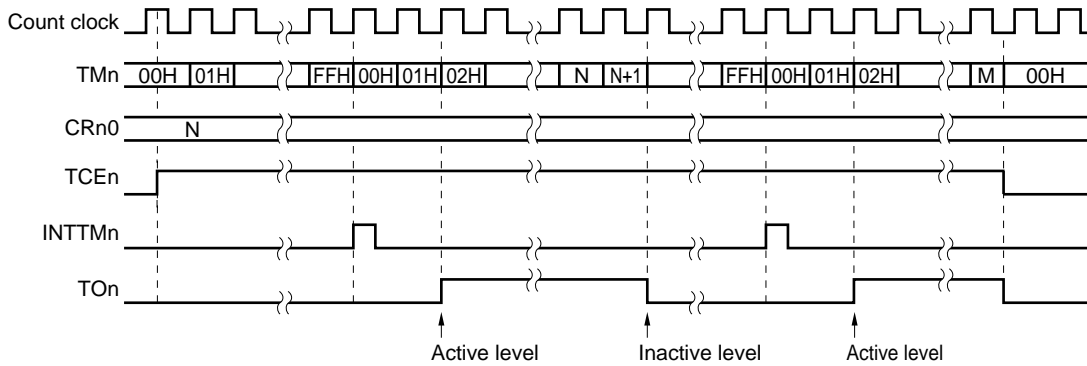 Count clock
TMn 00H 01H FFH 00H 01H 02H N N+1 FFH 00H 01H 02H M 00H
CRn0 N
TCEn
INTTMn
TOn
Active level Inactive level Active level